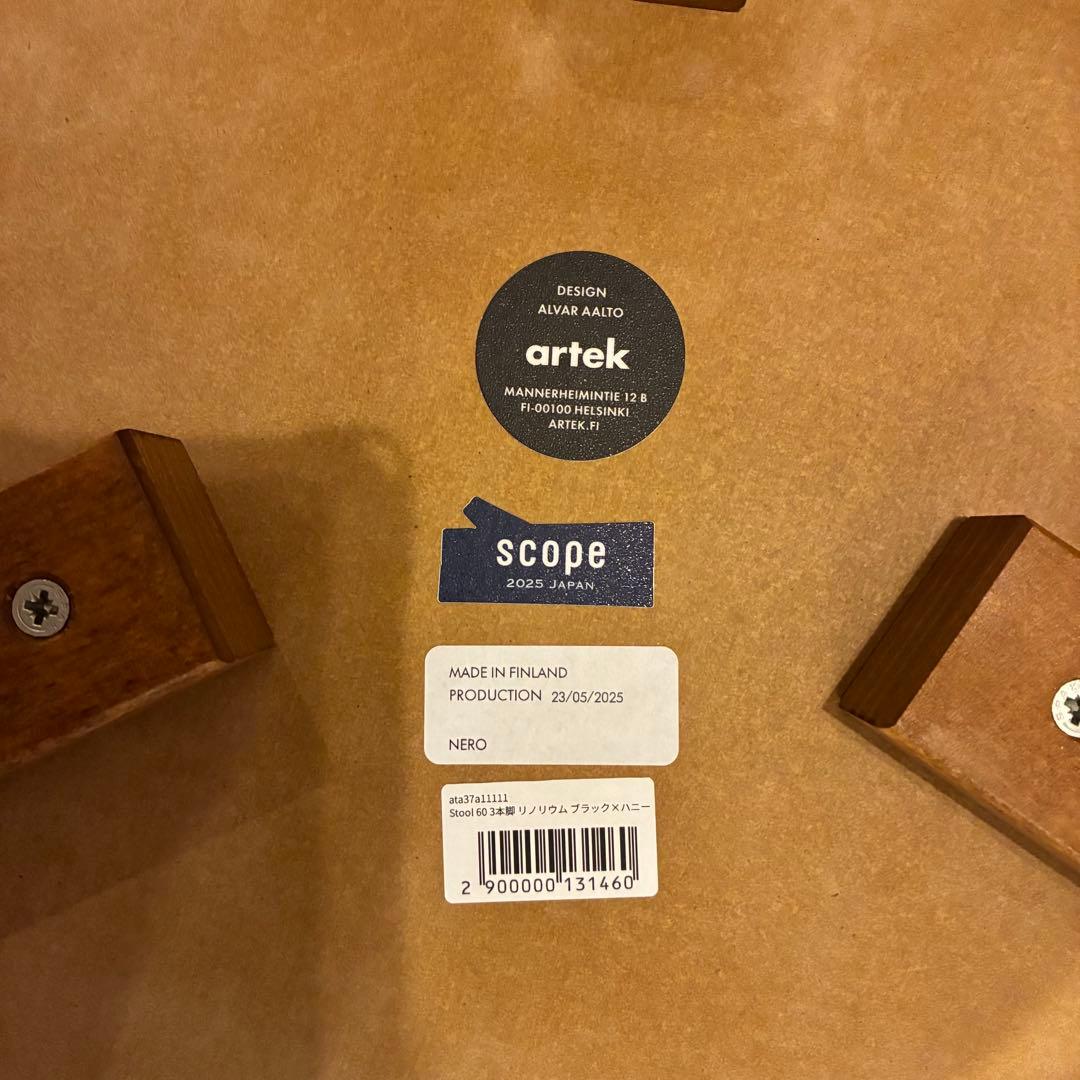 DESIGN
ALVAR AALTO
artek
MANNERHEIMINTIE 12 B
FI-00100 HELSINKI
ARTEK.FI
scope
2025 JAPAN
MADE IN FINLAND
PRODUCTION 23/05/2025
NERO
ata37a11111
Stool 60 3本脚 リノリウム ブラック×ハニー
2 900000 131460